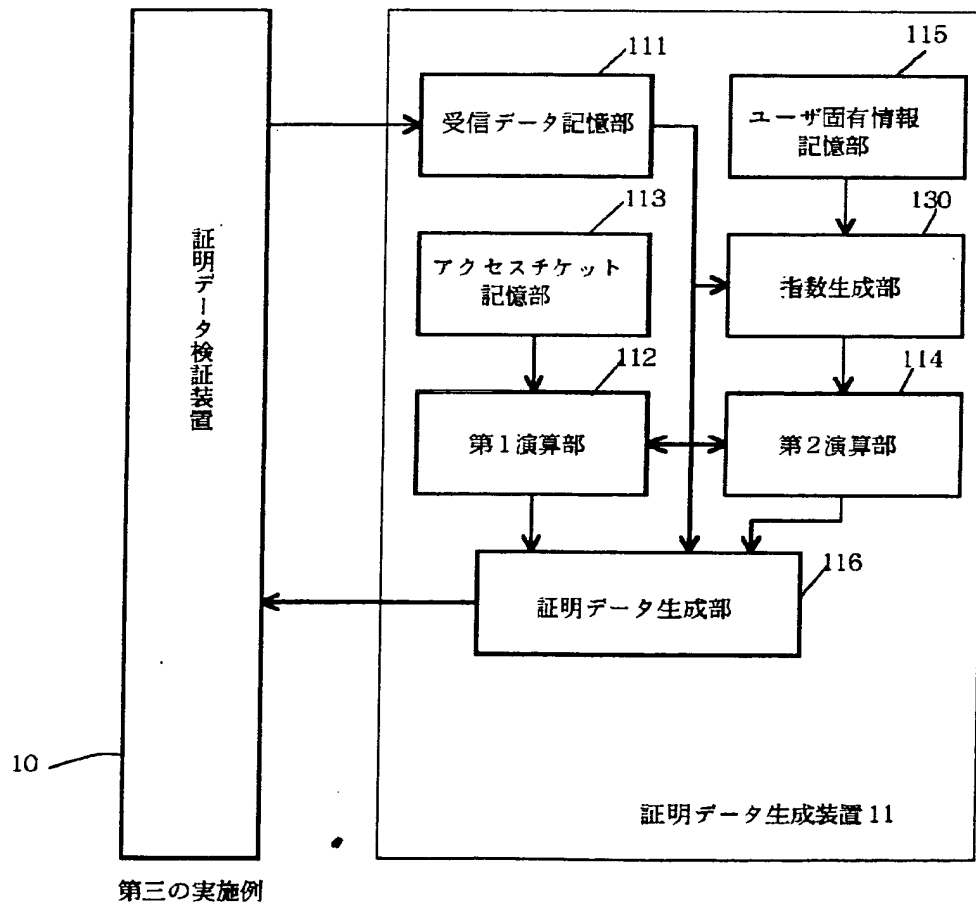 111
115
受信データ記憶部
ユーザ固有情報
記憶部
113
130
アクセスチケット
記憶部
指数生成部
112
114
第1演算部
第2演算部
116
証明データ生成部
証明データ検証装置
10
証明データ生成装置11
第三の実施例